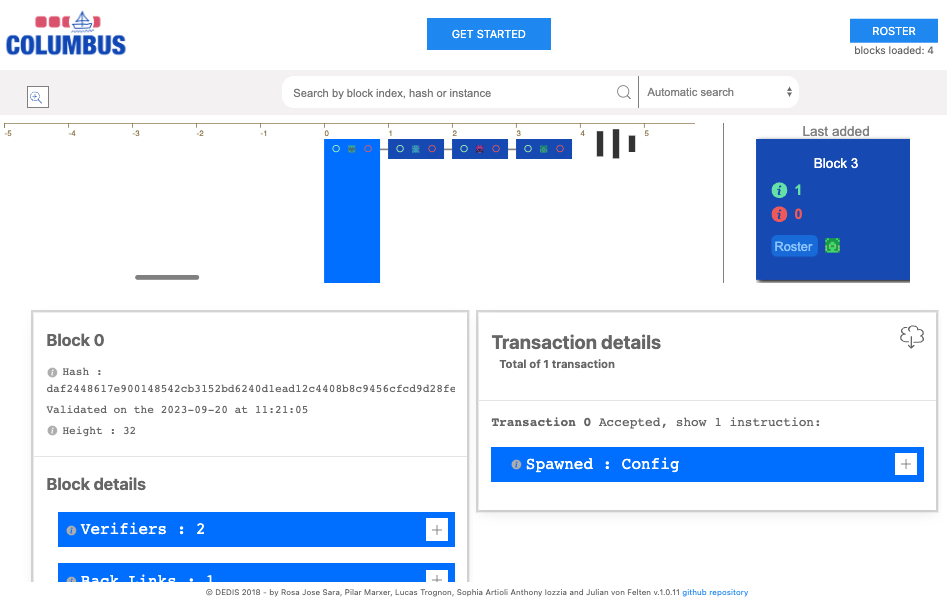 COLUMBUS
GET STARTED
ROSTER
blocks loaded: 4
Search by block index, hash or instance
Automatic search
-5 -4 -3 -2 -1 0 1 2 3 4 5
Last added
Block 3
i 1
i 0
Roster
Block 0
i Hash :
daf2448617e900148542cb3152bd6240d1ead12c4408b8c9456cfcd9d28fe
Validated on the 2023-09-20 at 11:21:05
i Height : 32
Block details
i Verifiers : 2
i Back Links : 1
Transaction details
Total of 1 transaction
Transaction 0 Accepted, show 1 instruction:
i Spawned : Config
© DEDIS 2018 - by Rosa Jose Sara, Pilar Marxer, Lucas Trognon, Sophia Artioli Anthony Iozzia and Julian von Felten v.1.0.11 github repository